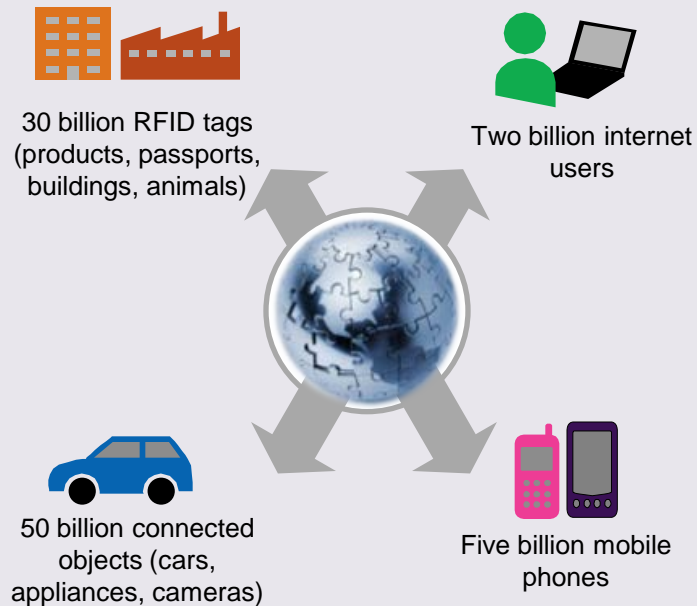 30 billion RFID tags
(products, passports,
buildings, animals)
Two billion internet
users
50 billion connected
objects (cars,
appliances, cameras)
Five billion mobile
phones